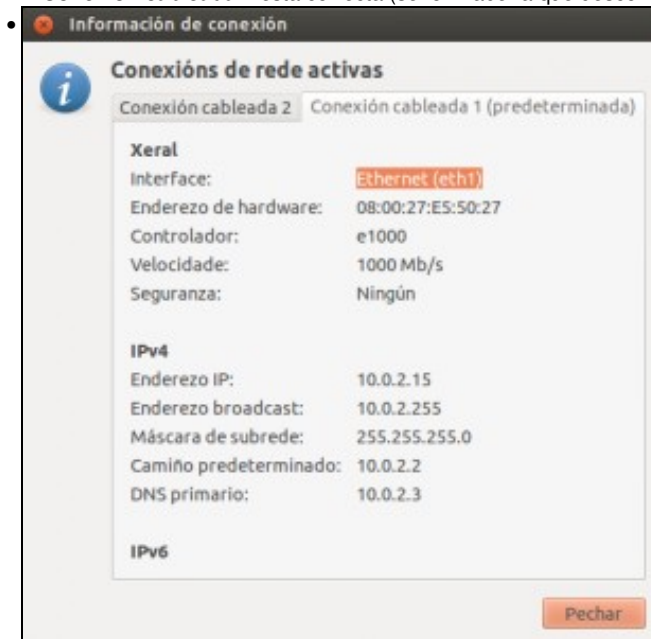 Información de conexión
Conexións de rede activas
Conexión cableada 2 Conexión cableada 1 (predeterminada)
Xeral
Interface: Ethernet (eth1)
Enderezo de hardware: 08:00:27:E5:50:27
Controlador: e1000
Velocidade: 1000 Mb/s
Seguranza: Ningún
IPv4
Enderezo IP: 10.0.2.15
Enderezo broadcast: 10.0.2.255
Máscara de subrede: 255.255.255.0
Camiño predeterminado: 10.0.2.2
DNS primario: 10.0.2.3
IPv6
Pechar